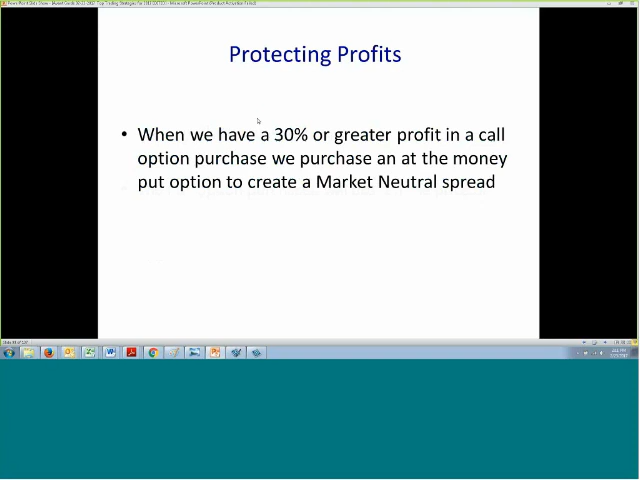 Protecting Profits
• When we have a 30% or greater profit in a call
option purchase we purchase an at the money
put option to create a Market Neutral spread